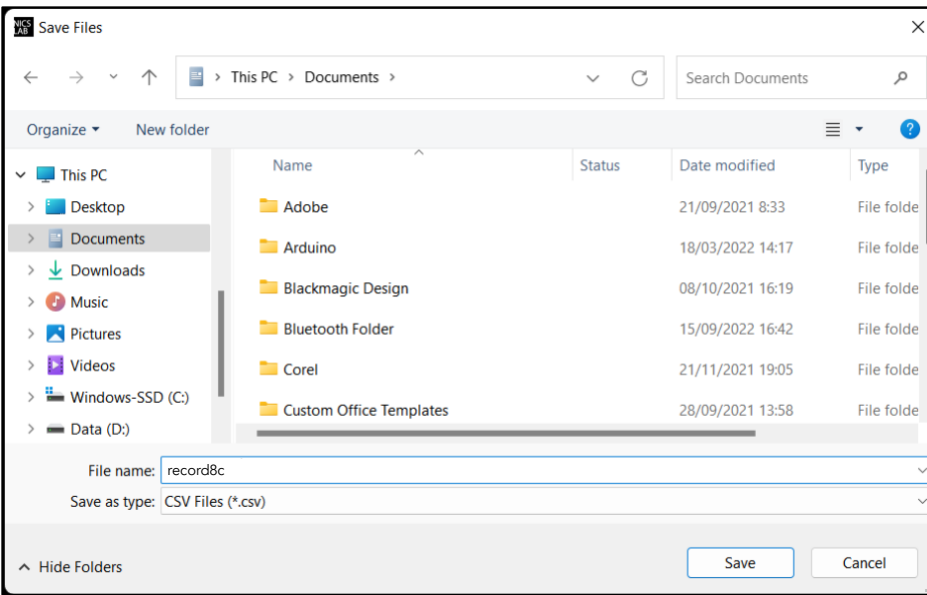 NICS
LAB
Save Files
This PC > Documents >
Search Documents
Organize
New folder
Name Status Date modified Type
This PC
Desktop
Documents
Downloads
Music
Pictures
Videos
Windows-SSD (C:)
Data (D:)
Adobe 21/09/2021 8:33 File folde
Arduino 18/03/2022 14:17 File folde
Blackmagic Design 08/10/2021 16:19 File folde
Bluetooth Folder 15/09/2022 16:42 File folde
Corel 21/11/2021 19:05 File folde
Custom Office Templates 28/09/2021 13:58 File folde
File name: record8c
Save as type: CSV Files (*.csv)
Hide Folders
Save
Cancel